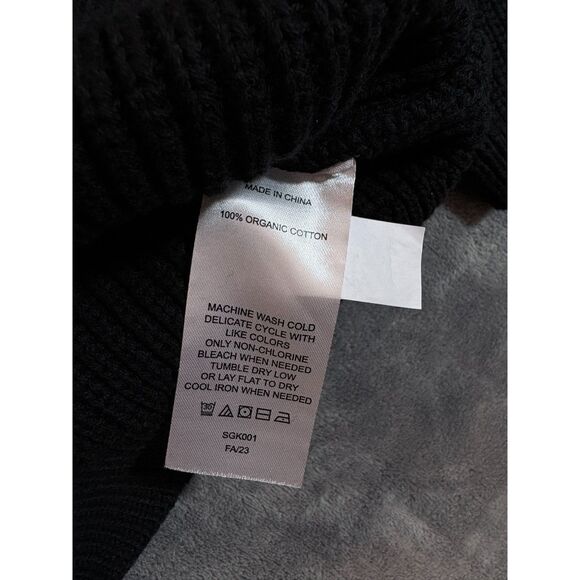 MADE IN CHINA
100% ORGANIC COTTON
MACHINE WASH COLD
DELICATE CYCLE WITH
LIKE COLORS
ONLY NON-CHLORINE
BLEACH WHEN NEEDED
TUMBLE DRY LOW
OR LAY FLAT TO DRY
COOL IRON WHEN NEEDED
30
SGK001
FA/23